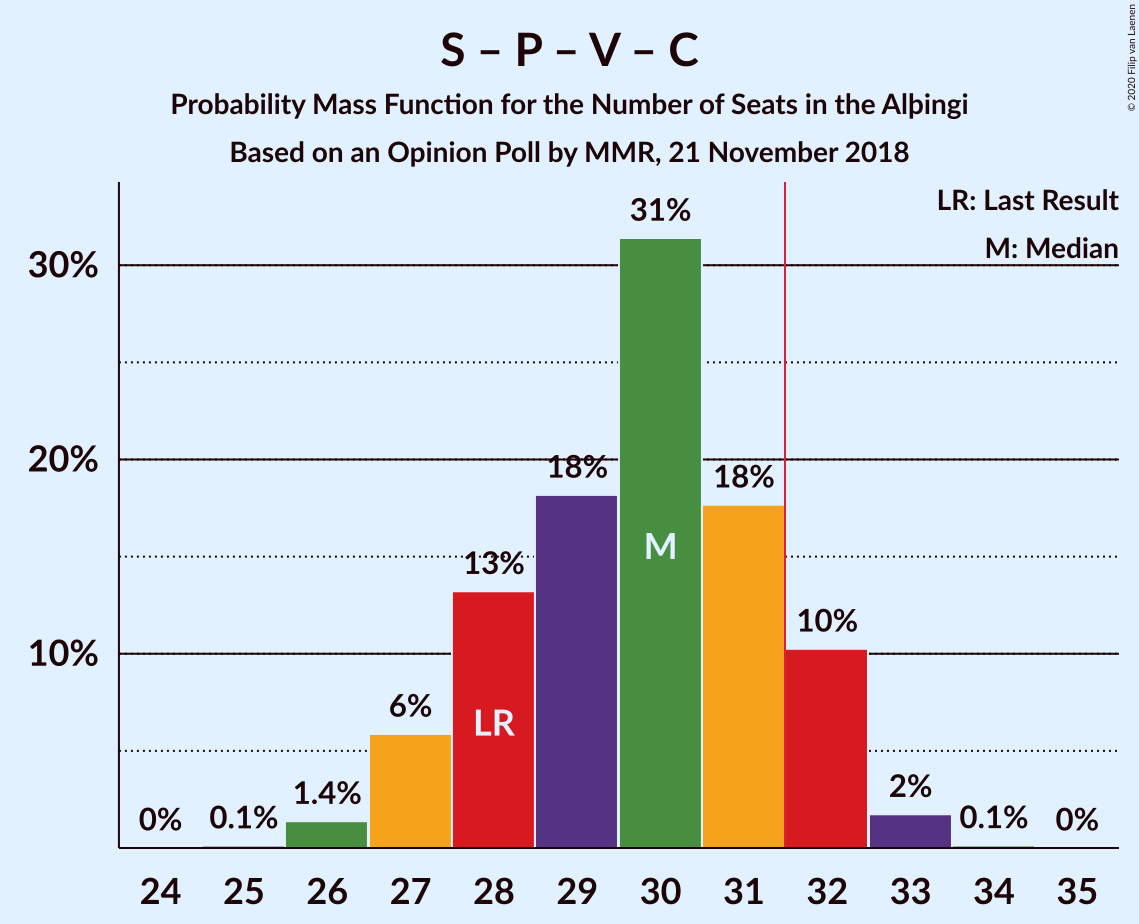 S – P – V – C
Probability Mass Function for the Number of Seats in the Alþingi
Based on an Opinion Poll by MMR, 21 November 2018
© 2020 Filip van Laenen
LR: Last Result
M: Median
30%
20%
10%
0%
0.1%
1.4%
6%
13%
18%
31%
18%
10%
2%
0.1%
0%
LR
M
24 25 26 27 28 29 30 31 32 33 34 35